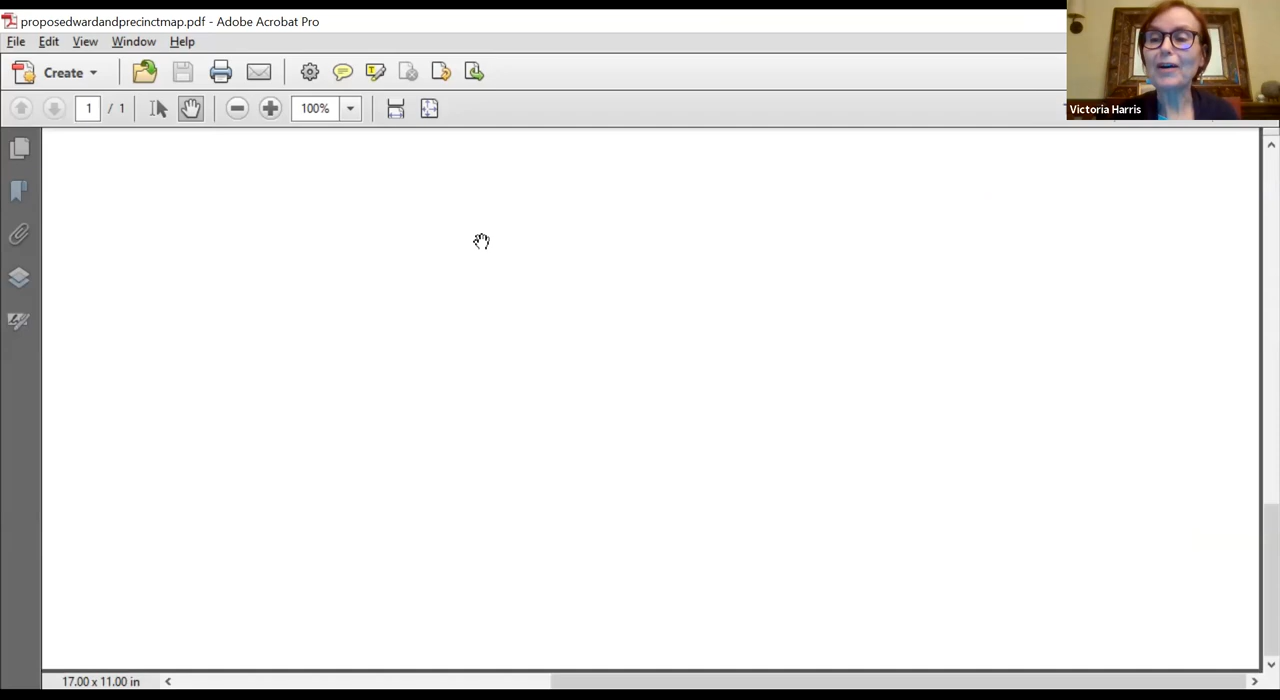 proposedwardandprecinctmap.pdf - Adobe Acrobat Pro
File Edit View Window Help
Create
1 / 1 100%
Victoria Harris
17.00 x 11.00 in